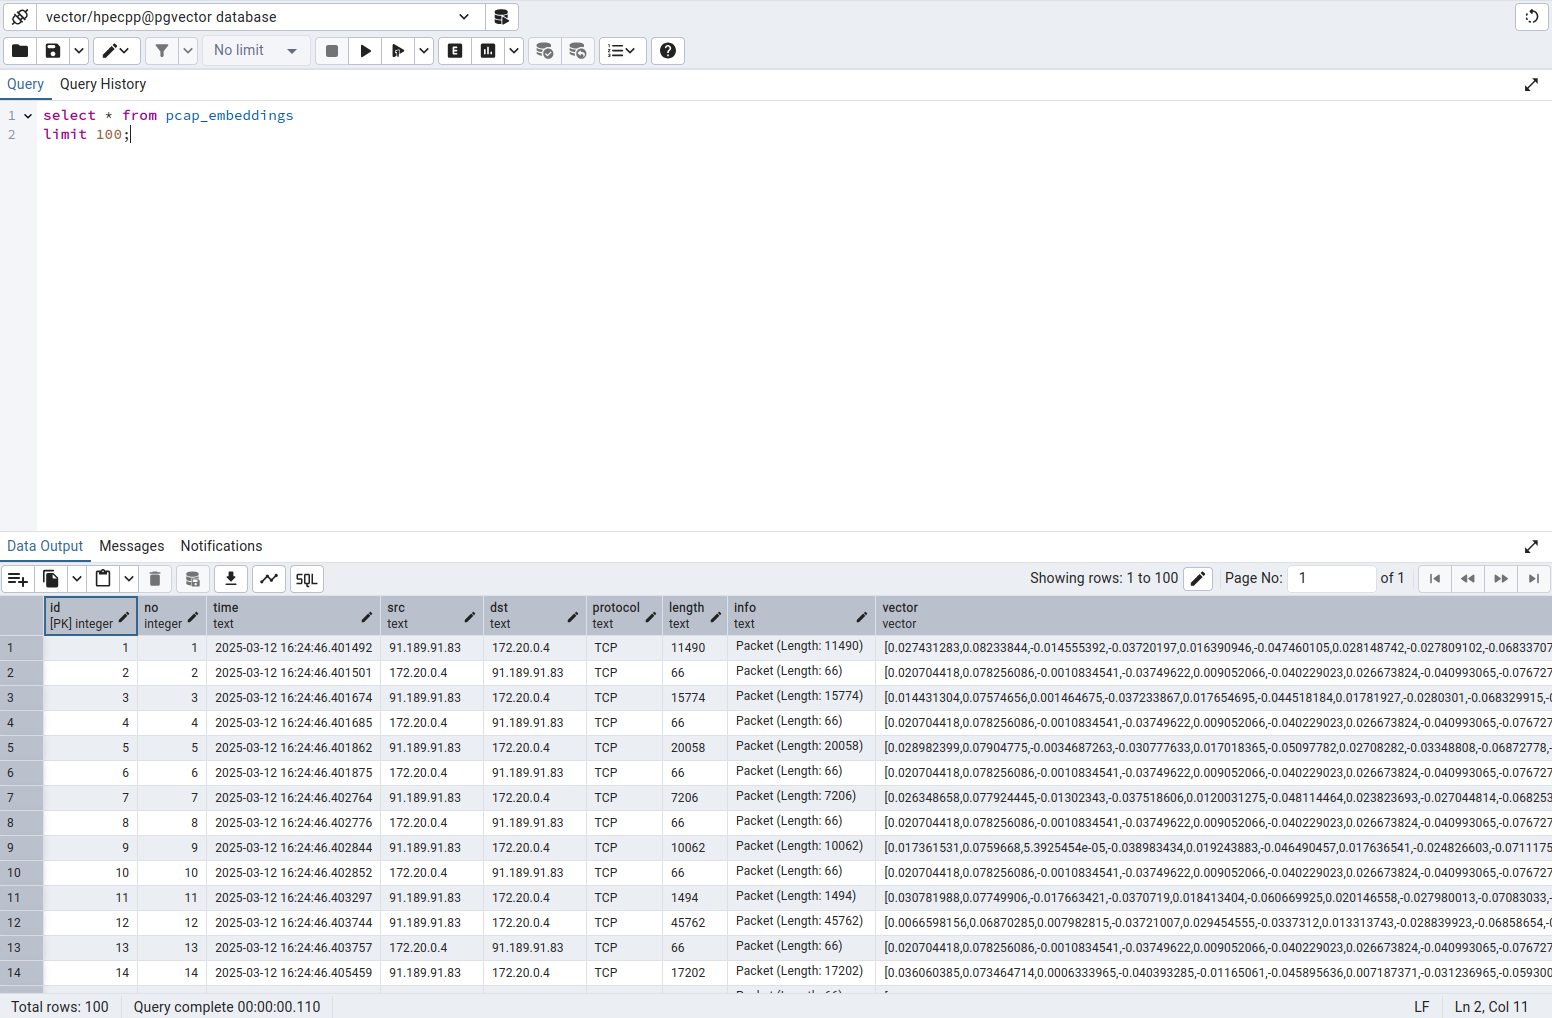 vector/hpecpp@pgvector database
No limit
E
Query Query History
1 select * from pcap_embeddings
2 limit 100;
Data Output Messages Notifications
SQL Showing rows: 1 to 100 Page No: 1 of 1
id no time src dst protocol length info vector
[PK] integer integer text text text text text text vector
1 1 1 2025-03-12 16:24:46.401492 91.189.91.83 172.20.0.4 TCP 11490 Packet (Length: 11490) [0.027431283,0.08233844,-0.014555392,-0.03720197,0.016390946,-0.047460105,0.028148742,-0.027809102,-0.06833707
2 2 2 2025-03-12 16:24:46.401501 172.20.0.4 91.189.91.83 TCP 66 Packet (Length: 66) [0.020704418,0.078256086,-0.0010834541,-0.03749622,0.009052066,-0.040229023,0.026673824,-0.040993065,-0.076727
3 3 3 2025-03-12 16:24:46.401674 91.189.91.83 172.20.0.4 TCP 15774 Packet (Length: 15774) [0.014431304,0.07574656,0.001464675,-0.037233867,0.017654695,-0.044518184,0.01781927,-0.0280301,-0.068329915,-0
4 4 4 2025-03-12 16:24:46.401685 172.20.0.4 91.189.91.83 TCP 66 Packet (Length: 66) [0.020704418,0.078256086,-0.0010834541,-0.03749622,0.009052066,-0.040229023,0.026673824,-0.040993065,-0.076727
5 5 5 2025-03-12 16:24:46.401862 91.189.91.83 172.20.0.4 TCP 20058 Packet (Length: 20058) [0.028982399,0.07904775,-0.0034687263,-0.030777633,0.017018365,-0.05097782,0.02708282,-0.03348808,-0.06872778,-
6 6 6 2025-03-12 16:24:46.401875 172.20.0.4 91.189.91.83 TCP 66 Packet (Length: 66) [0.020704418,0.078256086,-0.0010834541,-0.03749622,0.009052066,-0.040229023,0.026673824,-0.040993065,-0.076727
7 7 7 2025-03-12 16:24:46.402764 91.189.91.83 172.20.0.4 TCP 7206 Packet (Length: 7206) [0.026348658,0.077924445,-0.01302343,-0.037518606,0.0120031275,-0.048114464,0.023823693,-0.027044814,-0.068253
8 8 8 2025-03-12 16:24:46.402776 172.20.0.4 91.189.91.83 TCP 66 Packet (Length: 66) [0.020704418,0.078256086,-0.0010834541,-0.03749622,0.009052066,-0.040229023,0.026673824,-0.040993065,-0.076727
9 9 9 2025-03-12 16:24:46.402844 91.189.91.83 172.20.0.4 TCP 10062 Packet (Length: 10062) [0.017361531,0.0759668,5.3925454e-05,-0.038983434,0.019243883,-0.046490457,0.017636541,-0.024826603,-0.0711175
10 10 10 2025-03-12 16:24:46.402852 172.20.0.4 91.189.91.83 TCP 66 Packet (Length: 66) [0.020704418,0.078256086,-0.0010834541,-0.03749622,0.009052066,-0.040229023,0.026673824,-0.040993065,-0.076727
11 11 11 2025-03-12 16:24:46.403297 91.189.91.83 172.20.0.4 TCP 1494 Packet (Length: 1494) [0.030781988,0.07749906,-0.017663421,-0.0370719,0.018413404,-0.060669925,0.020146558,-0.027980013,-0.07083033,-
12 12 12 2025-03-12 16:24:46.403744 91.189.91.83 172.20.0.4 TCP 45762 Packet (Length: 45762) [0.0066598156,0.06870285,0.007982815,-0.03721007,0.029454555,-0.0337312,0.013313743,-0.028839923,-0.06858654,-0
13 13 13 2025-03-12 16:24:46.403757 172.20.0.4 91.189.91.83 TCP 66 Packet (Length: 66) [0.020704418,0.078256086,-0.0010834541,-0.03749622,0.009052066,-0.040229023,0.026673824,-0.040993065,-0.076727
14 14 14 2025-03-12 16:24:46.405459 91.189.91.83 172.20.0.4 TCP 17202 Packet (Length: 17202) [0.036060385,0.073464714,0.0006333965,-0.040393285,-0.01165061,-0.045895636,0.007187371,-0.031236965,-0.059300
Total rows: 100 Query complete 00:00:00.110 LF Ln 2, Col 11